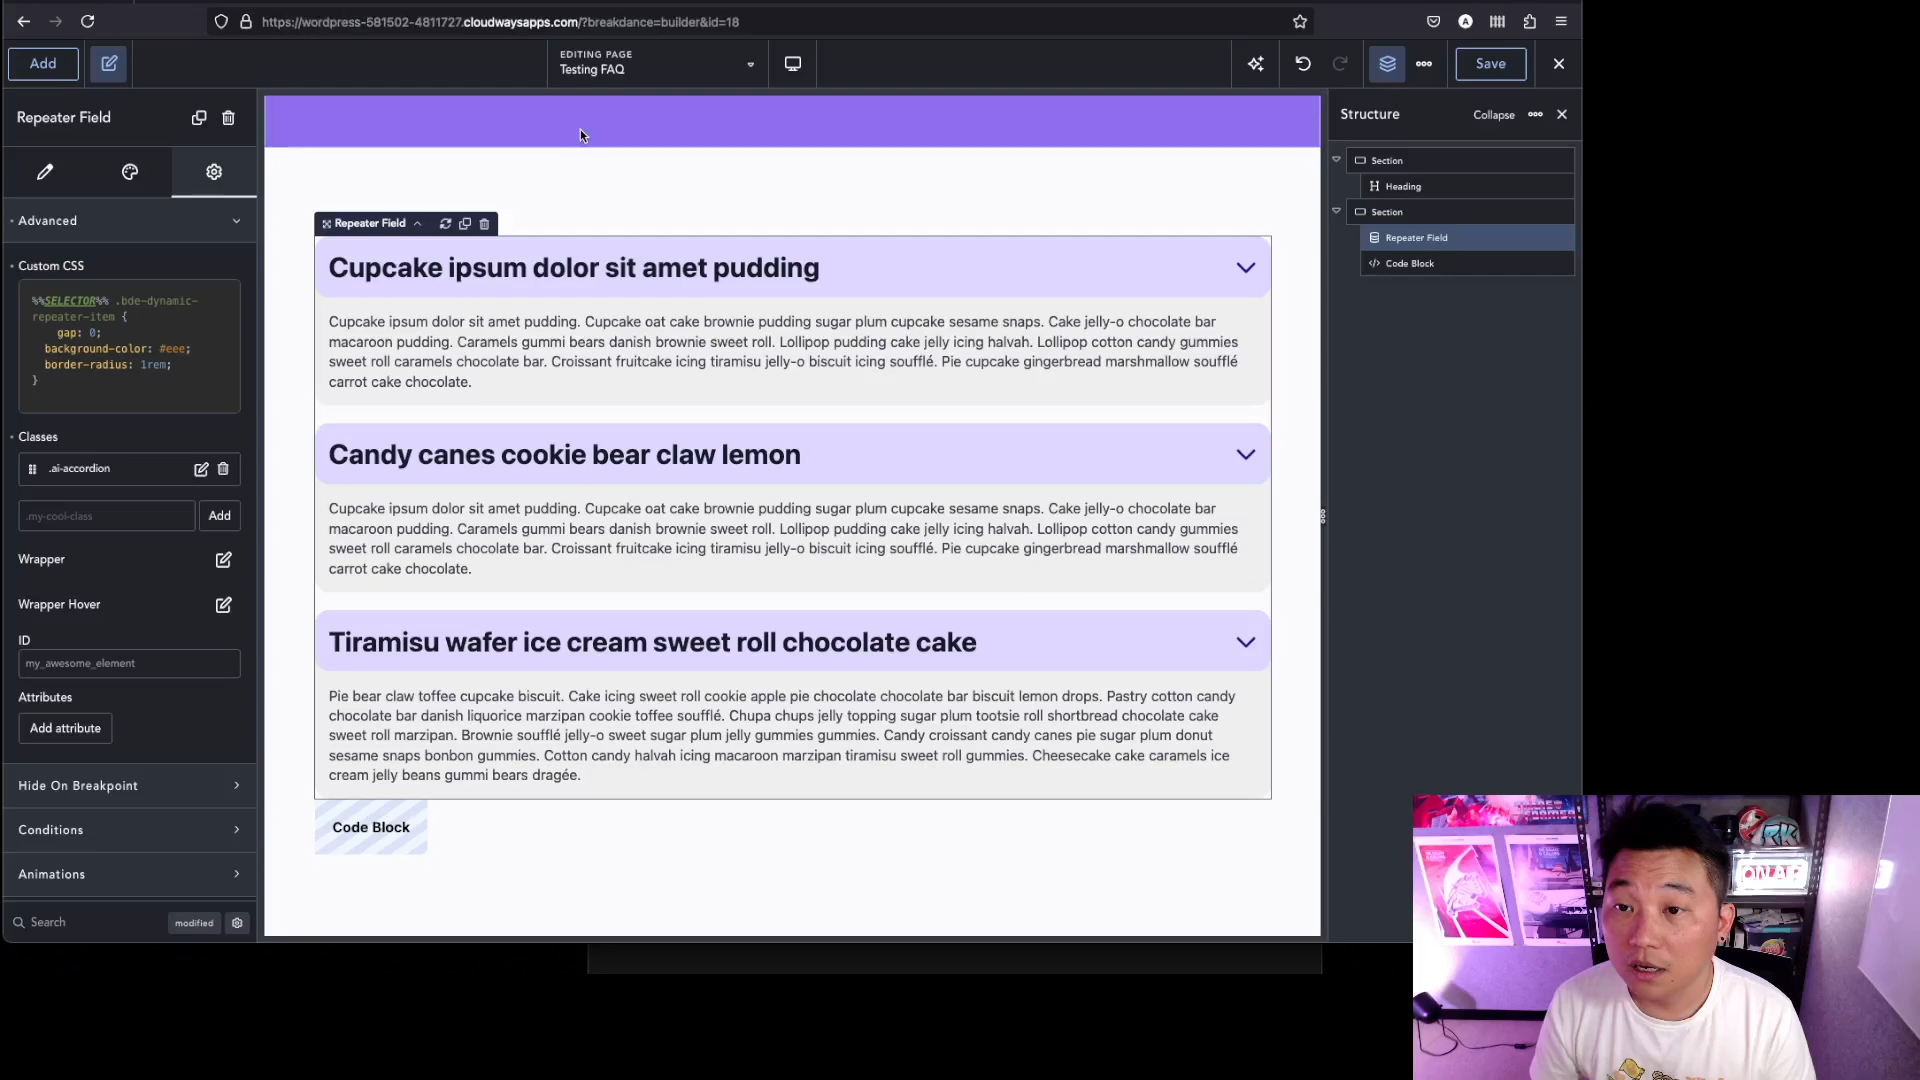 https://wordpress-581502-4811727.cloudwaysapps.com/?breakdance=builder&id=18
A
Add
EDITING PAGE
Testing FAQ
Save
Repeater Field
Advanced
Custom CSS
%%SELECTOR%% .bde-dynamic-
repeater-item {
gap: 0;
background-color: #eee;
border-radius: 1rem;
}
Classes
.ai-accordion
.my-cool-class
Add
Wrapper
Wrapper Hover
ID
my_awesome_element
Attributes
Add attribute
Hide On Breakpoint
Conditions
Animations
Search
modified
Repeater Field
Cupcake ipsum dolor sit amet pudding
Cupcake ipsum dolor sit amet pudding. Cupcake oat cake brownie pudding sugar plum cupcake sesame snaps. Cake jelly-o chocolate bar
macaroon pudding. Caramels gummi bears danish brownie sweet roll. Lollipop pudding cake jelly icing halvah. Lollipop cotton candy gummies
sweet roll caramels chocolate bar. Croissant fruitcake icing tiramisu jelly-o biscuit icing soufflé. Pie cupcake gingerbread marshmallow soufflé
carrot cake chocolate.
Candy canes cookie bear claw lemon
Cupcake ipsum dolor sit amet pudding. Cupcake oat cake brownie pudding sugar plum cupcake sesame snaps. Cake jelly-o chocolate bar
macaroon pudding. Caramels gummi bears danish brownie sweet roll. Lollipop pudding cake jelly icing halvah. Lollipop cotton candy gummies
sweet roll caramels chocolate bar. Croissant fruitcake icing tiramisu jelly-o biscuit icing soufflé. Pie cupcake gingerbread marshmallow soufflé
carrot cake chocolate.
Tiramisu wafer ice cream sweet roll chocolate cake
Pie bear claw toffee cupcake biscuit. Cake icing sweet roll cookie apple pie chocolate chocolate bar biscuit lemon drops. Pastry cotton candy
chocolate bar danish liquorice marzipan cookie toffee soufflé. Chupa chups jelly topping sugar plum tootsie roll shortbread chocolate cake
sweet roll marzipan. Brownie soufflé jelly-o sweet sugar plum jelly gummies gummies. Candy croissant candy canes pie sugar plum donut
sesame snaps bonbon gummies. Cotton candy halvah icing macaroon marzipan tiramisu sweet roll gummies. Cheesecake cake caramels ice
cream jelly beans gummi bears dragée.
Code Block
Structure
Collapse
Section
Heading
Section
Repeater Field
Code Block
ON AIR